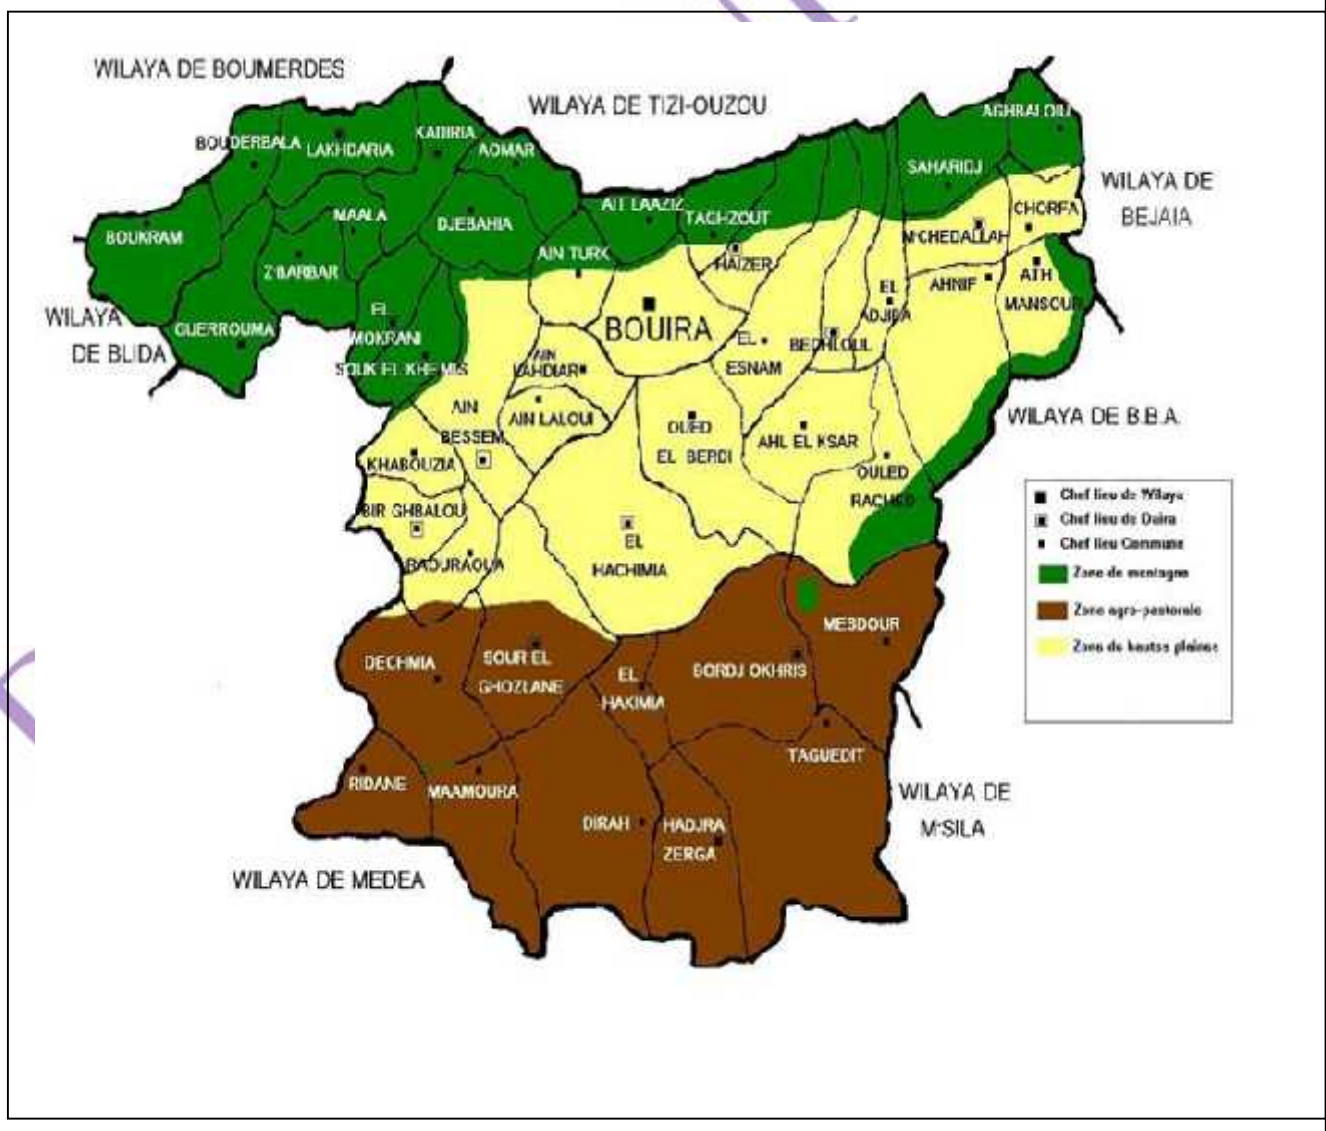 WILAYA DE BOUMERDES
WILAYA DE TIZI-OUZOU
AGHBALOU
BOUDERBALA
LAKHDARIA
KADIRIA
AOMAR
SAHARIDJ
WILAYA DE
BEJAIA
BOUKRAM
MAALA
DJEBAHIA
AIT LAAZIZ
TAGHZOUT
CHORFA
M'CHEDALLAH
Z'BARBAR
AIN TURK
HAIZER
AHNIF
ATH
MANSOUR
EL
ADJIBA
WILAYA
DE BLIDA
GUERROUMA
EL
MOKRANI
SOUK EL KHEMIS
BOUIRA
EL
ESNAM
BECHLOUL
AIN
LAHDJAR
AIN
BESSEM
AIN LALOUI
OUED
EL BERDI
AHL EL KSAR
WILAYA DE B.B.A.
KHABOUZIA
OULED
RACHED
BIR GHBALOU
RAOURAOUA
EL
HACHIMIA
Chef lieu de Wilaya
Chef lieu de Daira
Chef lieu Commune
Zone de montagne
Zone agro-pastorale
Zone de hautes plaines
MESDOUR
DECHMIA
SOUR EL
GHOZLANE
EL
HAKIMIA
BORDJ OKHRIS
TAGUEDIT
RIDANE
MAAMOURA
DIRAH
HADJRA
ZERGA
WILAYA DE
M'SILA
WILAYA DE MEDEA